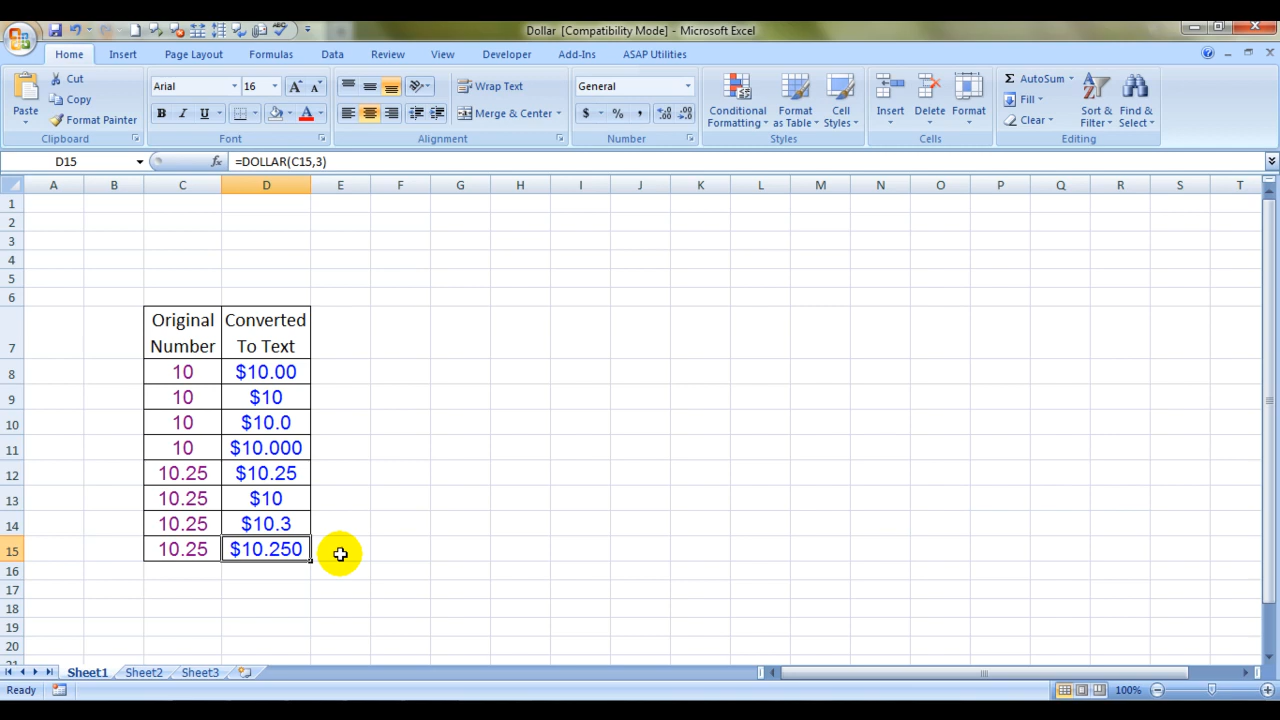 Dollar [Compatibility Mode] - Microsoft Excel
Home Insert Page Layout Formulas Data Review View Developer Add-Ins ASAP Utilities
Paste
Cut
Copy
Format Painter
Clipboard
Arial 16
B I U
Font
Wrap Text
Merge & Center
Alignment
General
$ % ,
Number
Conditional Formatting
Format as Table
Cell Styles
Styles
Insert Delete Format
Cells
AutoSum
Fill
Clear
Sort & Filter
Find & Select
Editing
D15 fx =DOLLAR(C15,3)
A B C D E F G H I J K L M N O P Q R S T
1
2
3
4
5
6
7 Original Number Converted To Text
8 10 $10.00
9 10 $10
10 10 $10.0
11 10 $10.000
12 10.25 $10.25
13 10.25 $10
14 10.25 $10.3
15 10.25 $10.250
16
17
18
19
20
21
Sheet1 Sheet2 Sheet3
Ready 100%